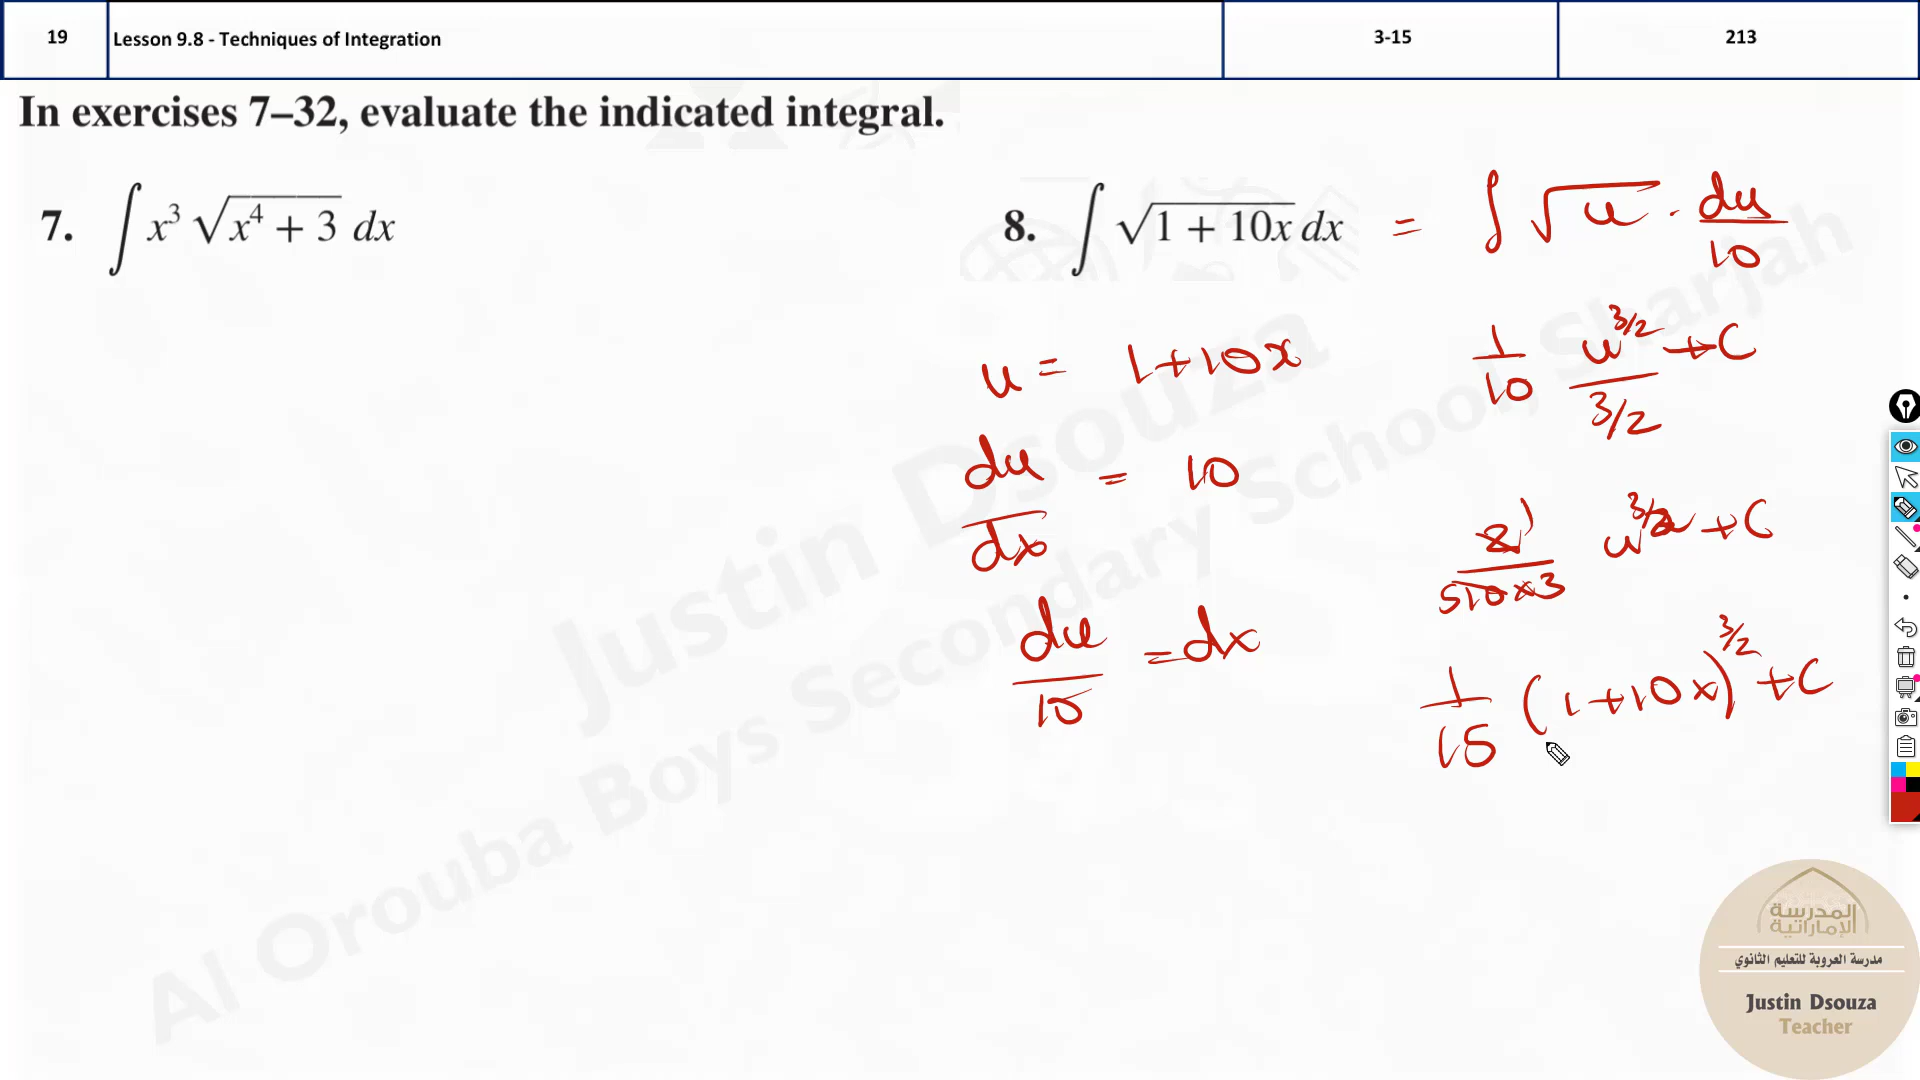 19 Lesson 9.8 - Techniques of Integration 3-15 213
In exercises 7–32, evaluate the indicated integral.
7. ∫ x³ √(x⁴ + 3) dx
8. ∫ √(1 + 10x) dx = ∫ √u · du/10
u = 1+10x
du/dx = 10
du/10 = dx
1/10 u^(3/2)/(3/2) + C
2 1/5 10×3 u^(3/2) + C
1/15 (1+10x)^(3/2) + C
Justin Dsouza
Al Orouba Boys Secondary School, Sharjah
المدرسة
الإماراتية
مدرسة العروبة للتعليم الثانوي
Justin Dsouza
Teacher